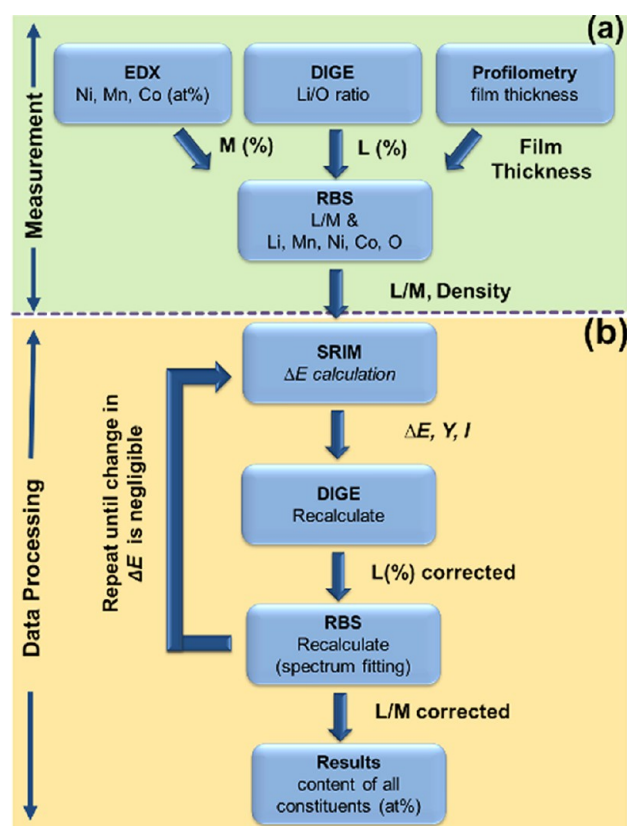 (a)
EDX
Ni, Mn, Co (at%)
DIGE
Li/O ratio
Profilometry
film thickness
M (%)
L (%)
Film
Thickness
RBS
L/M &
Li, Mn, Ni, Co, O
Measurement
L/M, Density
(b)
SRIM
ΔE calculation
ΔE, Y, I
DIGE
Recalculate
L(%) corrected
RBS
Recalculate
(spectrum fitting)
Repeat until change in
ΔE is negligible
Data Processing
L/M corrected
Results
content of all
constituents (at%)